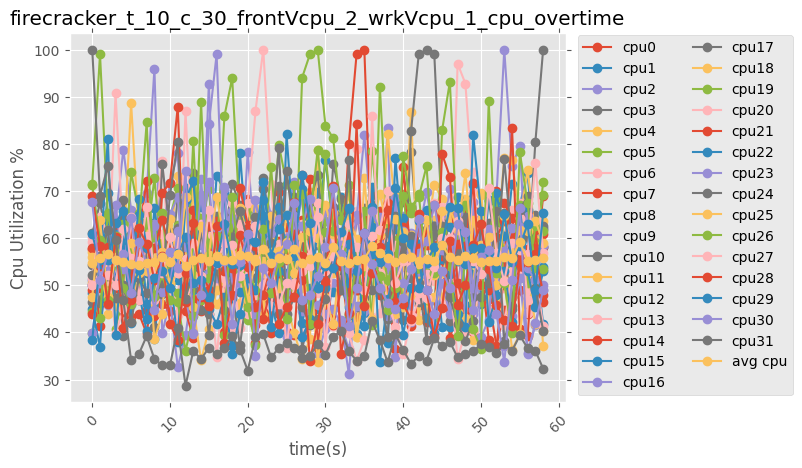 firecracker_t_10_c_30_frontVcpu_2_wrkVcpu_1_cpu_overtime
Cpu Utilization %
100
90
80
70
60
50
40
30
0
10
20
30
40
50
60
time(s)
cpu0
cpu1
cpu2
cpu3
cpu4
cpu5
cpu6
cpu7
cpu8
cpu9
cpu10
cpu11
cpu12
cpu13
cpu14
cpu15
cpu16
cpu17
cpu18
cpu19
cpu20
cpu21
cpu22
cpu23
cpu24
cpu25
cpu26
cpu27
cpu28
cpu29
cpu30
cpu31
avg cpu